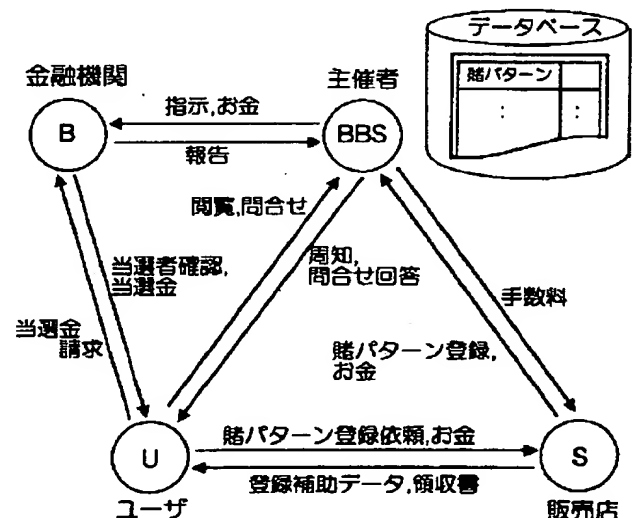 データベース
賭パターン
:
:
金融機関
B
主催者
BBS
指示,お金
報告
閲覧,問合せ
周知,
問合せ回答
当選者確認,
当選金
当選金
請求
手数料
賭パターン登録,
お金
賭パターン登録依頼,お金
登録補助データ,領収書
U
ユーザ
S
販売店